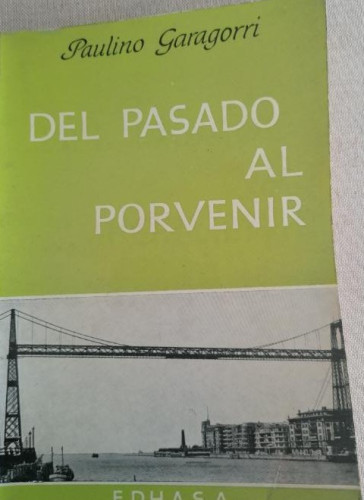 Paulino Garagorri
DEL PASADO
AL
PORVENIR
EDHASA